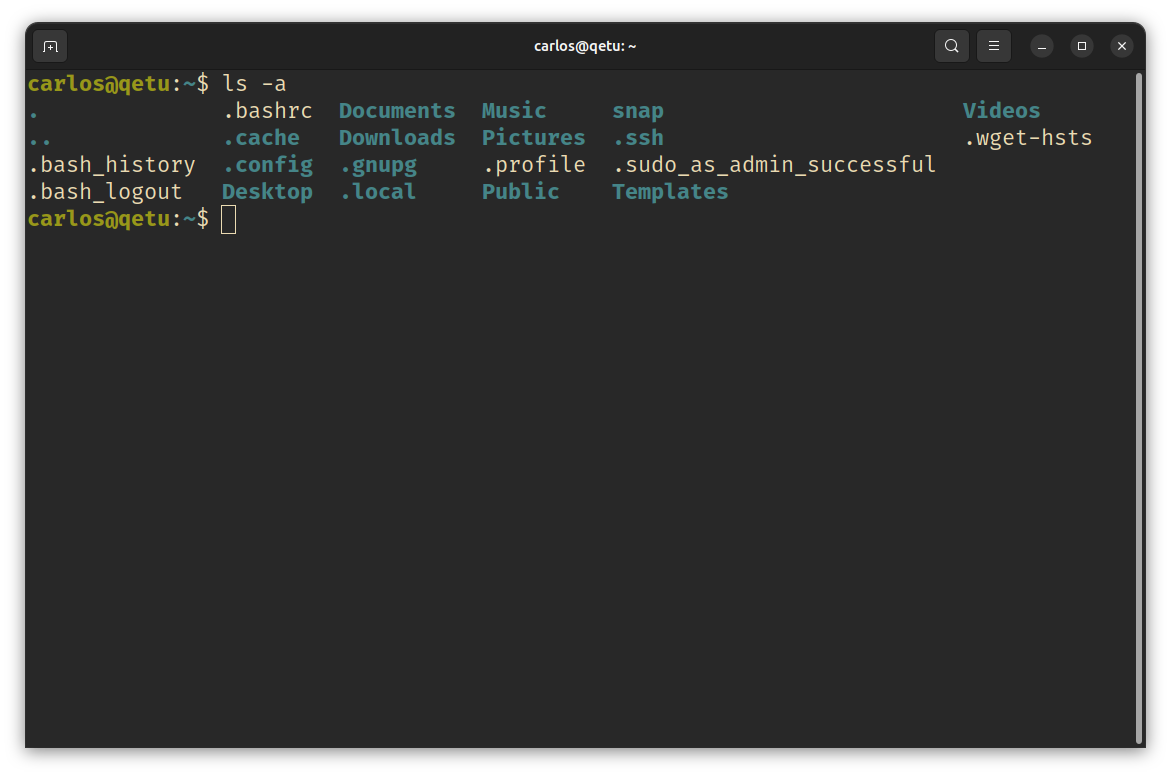 carlos@qetu: ~
carlos@qetu:~$ ls -a
. .bashrc Documents Music snap Videos
.. .cache Downloads Pictures .ssh .wget-hsts
.bash_history .config .gnupg .profile .sudo_as_admin_successful
.bash_logout Desktop .local Public Templates
carlos@qetu:~$